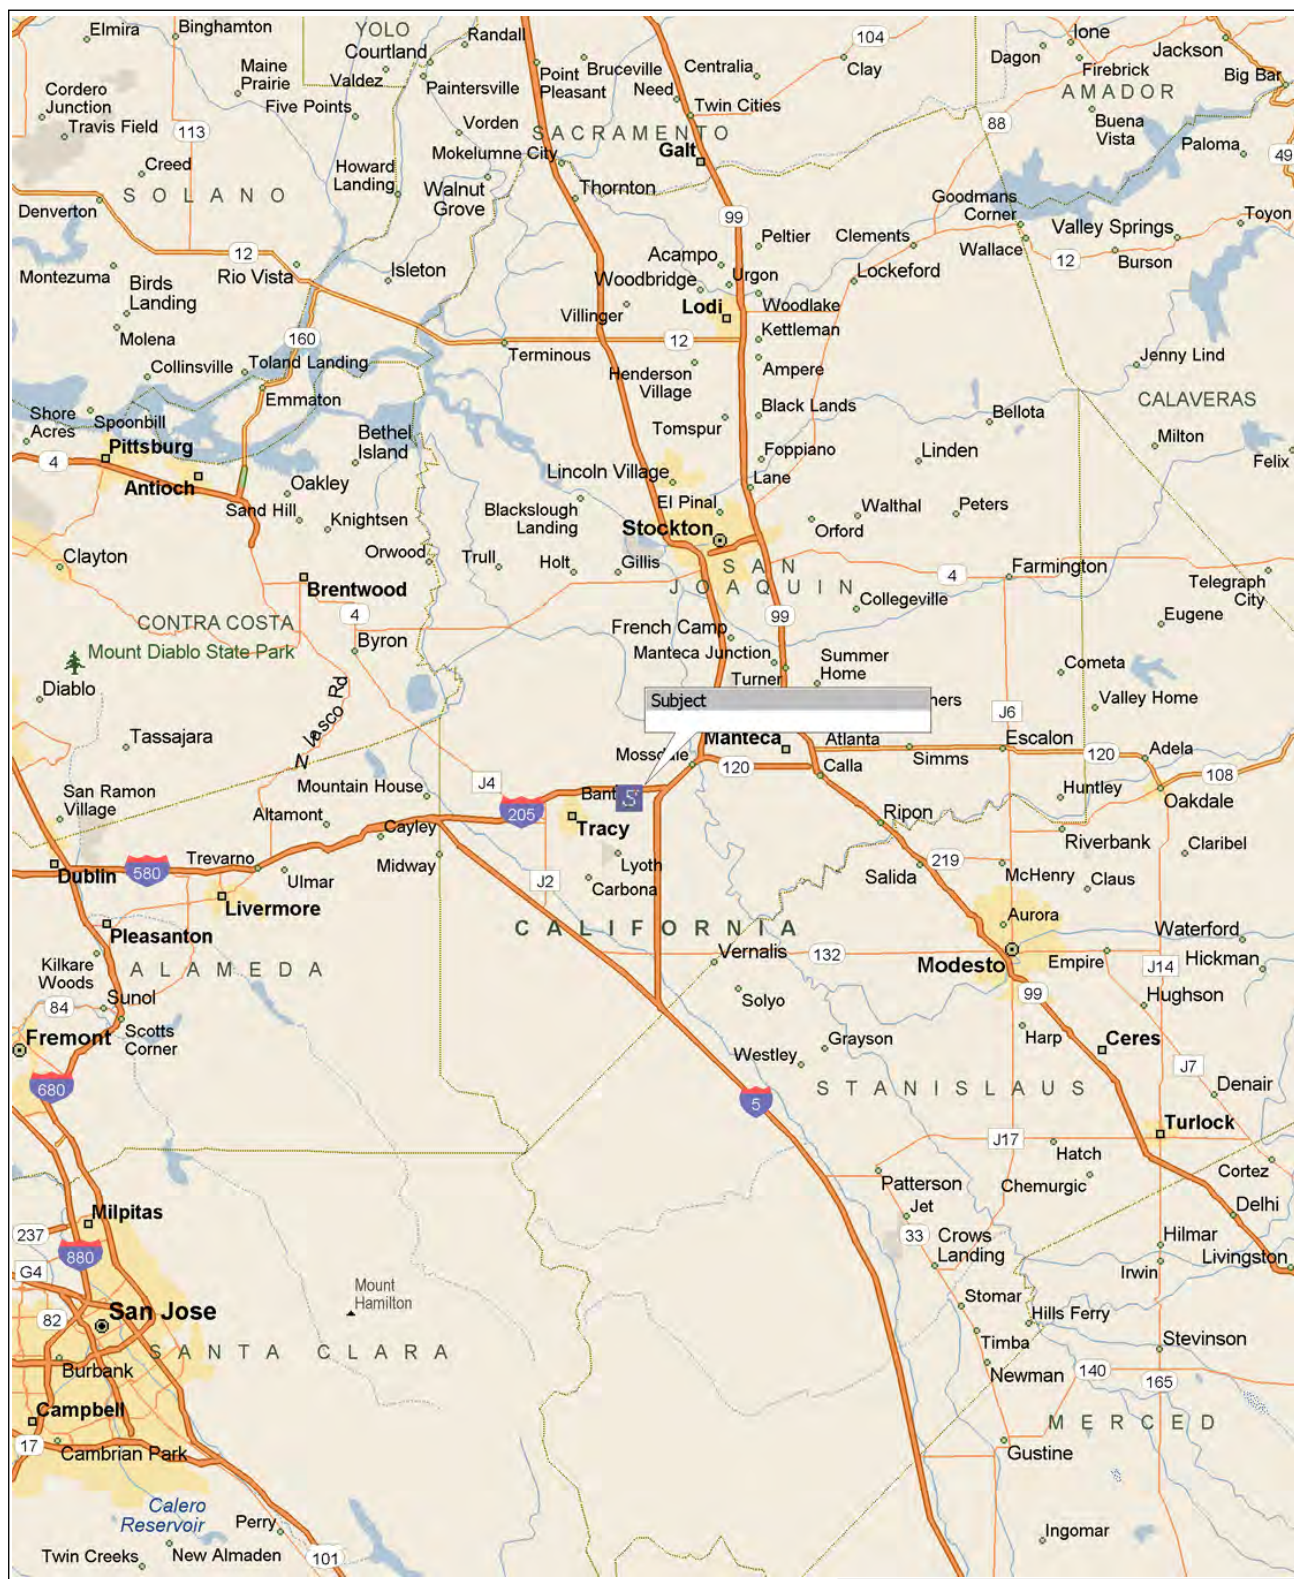 Elmira
Binghamton
YOLO
Courtland
Randall
104
Ione
Jackson
Maine
Prairie
Valdez
Point
Pleasant
Bruceville
Need
Centralia
Clay
Dagon
Firebrick
Big Bar
Cordero
Junction
Five Points
Paintersville
Twin Cities
AMADOR
Travis Field
113
Vorden
SACRAMENTO
88
Buena
Vista
Paloma
49
Creed
Howard
Landing
Mokelumne City
Galt
SOLANO
Walnut
Grove
Thornton
Goodmans
Corner
Denverton
99
Toyon
12
Peltier
Clements
Wallace
Valley Springs
Montezuma
Rio Vista
Isleton
Acampo
12
Burson
Birds
Landing
Woodbridge
Urgon
Lockeford
Villinger
Lodi
Woodlake
Molena
160
Kettleman
12
Terminous
Collinsville
Toland Landing
Henderson
Village
Ampere
Jenny Lind
Emmaton
CALAVERAS
Shore
Acres
Spoonbill
Bethel
Island
Black Lands
Bellota
Pittsburg
Tomspur
Foppiano
Linden
Milton
4
Felix
Antioch
Lincoln Village
Lane
Oakley
El Pinal
Sand Hill
Knightsen
Blackslough
Landing
Stockton
Orford
Walthal
Peters
Clayton
Orwood
Trull
Holt
Gillis
SAN
JOAQUIN
4
Farmington
Telegraph
City
Brentwood
Collegeville
4
99
Eugene
CONTRA COSTA
Byron
French Camp
Mount Diablo State Park
Manteca Junction
Summer
Home
Cometa
Diablo
Turner
Subject
Valley Home
N Vasco Rd
J6
Tassajara
Manteca
Atlanta
Escalon
Adela
Simms
120
Mountain House
J4
120
Calla
108
San Ramon
Village
Huntley
Oakdale
Altamont
205
5
Tracy
Ripon
Cayley
Riverbank
Claribel
Trevarno
Midway
Lyoth
219
Dublin
580
Ulmar
J2
Carbona
Salida
McHenry
Claus
Livermore
Aurora
Pleasanton
CALIFORNIA
Waterford
Vernalis
132
Modesto
Empire
Kilkare
Woods
ALAMEDA
J14
Hickman
Sunol
Solyo
99
Hughson
84
Fremont
Scotts
Corner
Westley
Grayson
Harp
Ceres
J7
680
STANISLAUS
Denair
5
Turlock
J17
Hatch
Patterson
Chemurgic
Cortez
Jet
Delhi
Milpitas
237
33
Crows
Landing
Hilmar
880
Livingston
G4
Irwin
Mount
Hamilton
Stomar
San Jose
82
Hills Ferry
Timba
Stevinson
SANTA CLARA
Burbank
Newman
140
165
Campbell
MERCED
17
Cambrian Park
Gustine
Calero
Reservoir
Perry
Ingomar
Twin Creeks
New Almaden
101